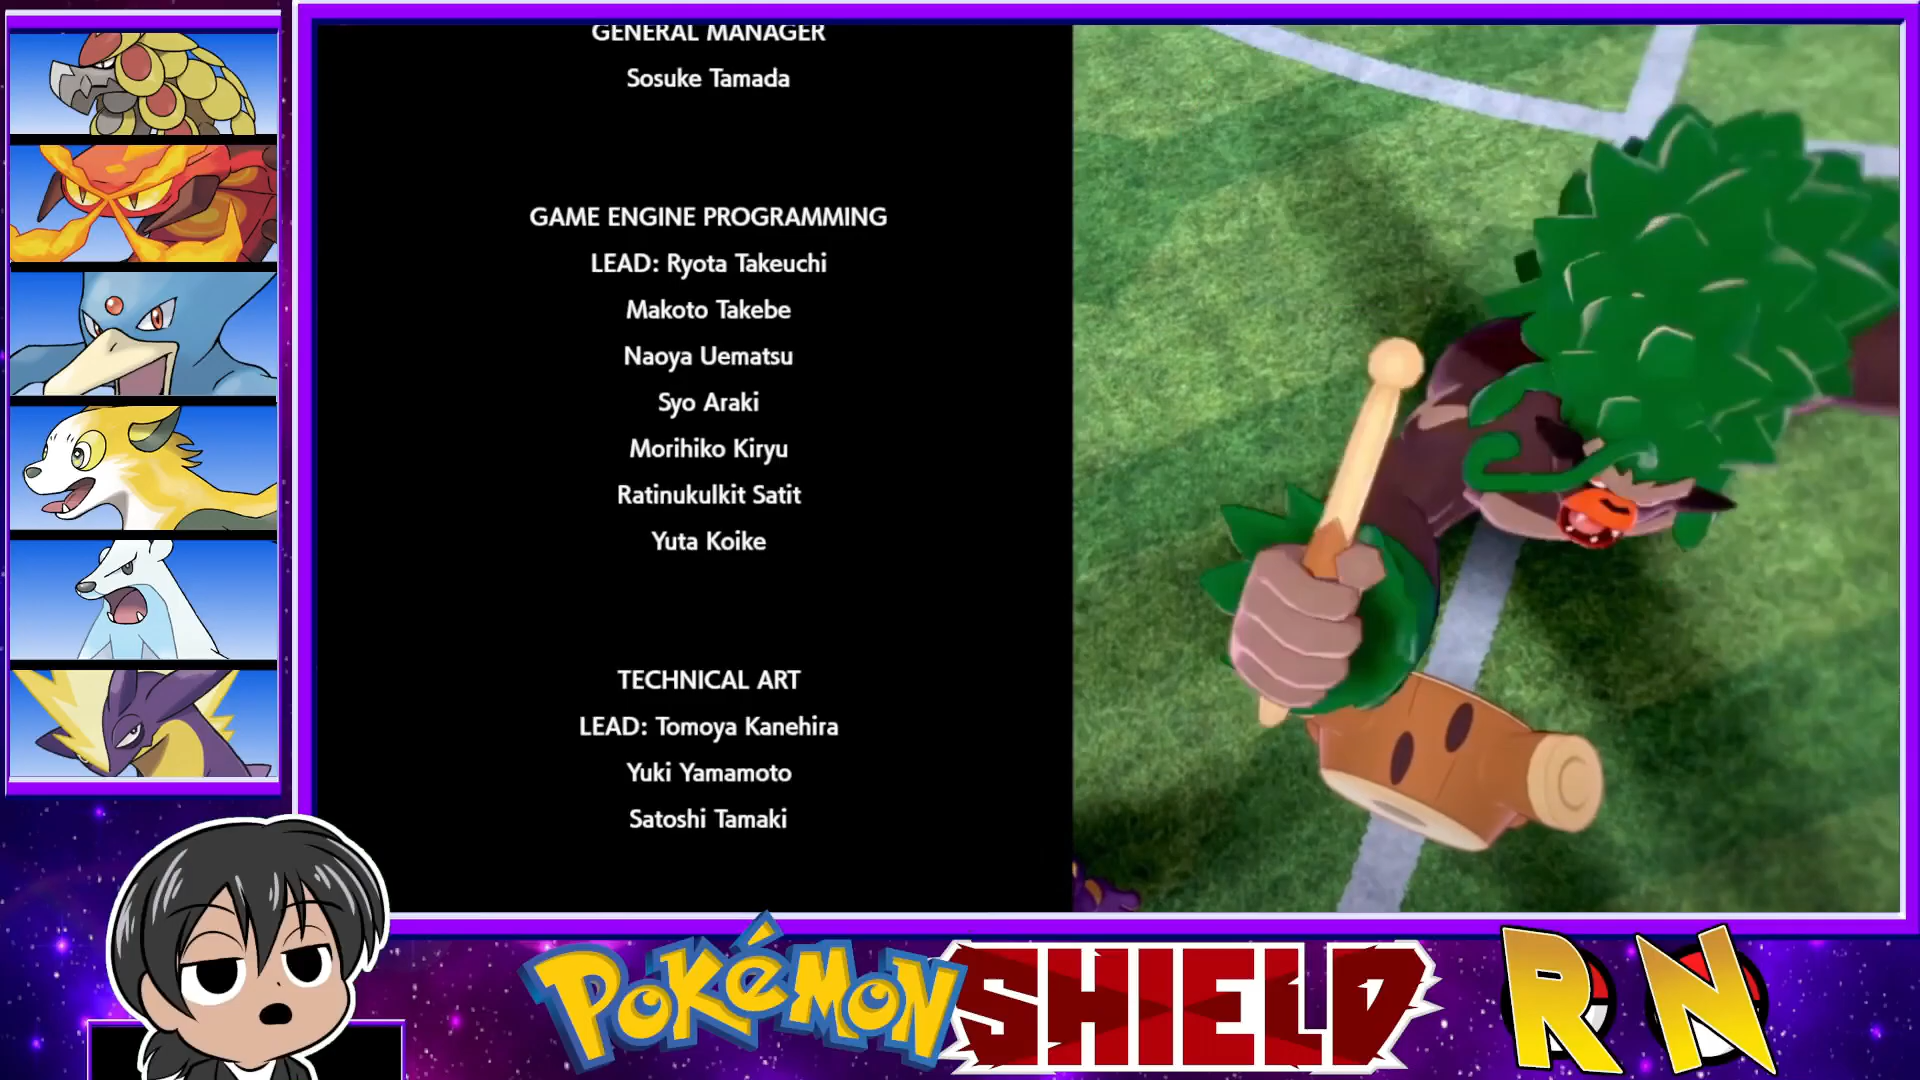 GENERAL MANAGER
Sosuke Tamada
GAME ENGINE PROGRAMMING
LEAD: Ryota Takeuchi
Makoto Takebe
Naoya Uematsu
Syo Araki
Morihiko Kiryu
Ratinukulkit Satit
Yuta Koike
TECHNICAL ART
LEAD: Tomoya Kanehira
Yuki Yamamoto
Satoshi Tamaki
POKéMON SHIELD RN